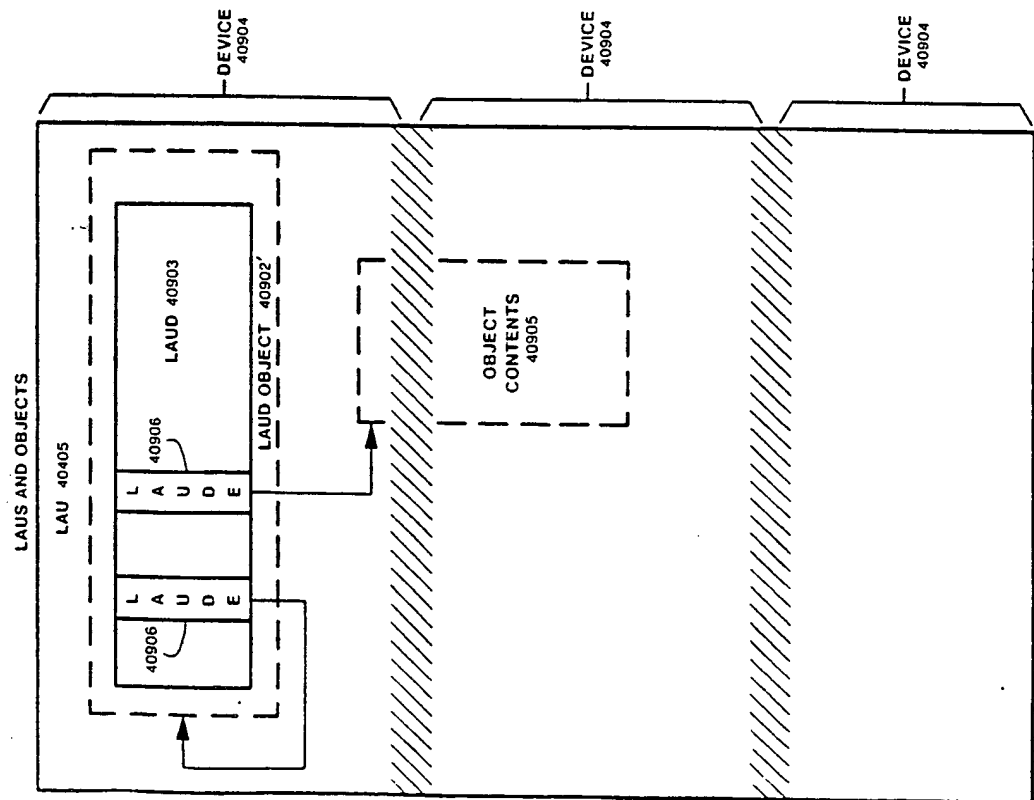 LAUS AND OBJECTS
LAU 40405
DEVICE
40904
LAUD 40903
40906
L A U D E
40906
L A U D E
LAUD OBJECT 40902'
DEVICE
40904
OBJECT
CONTENTS
40905
DEVICE
40904